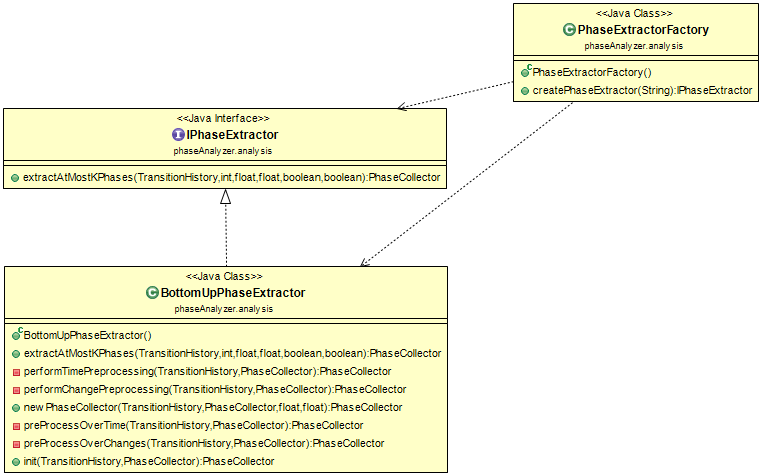 <<Java Class>>
C PhaseExtractorFactory
phaseAnalyzer.analysis
C PhaseExtractorFactory()
createPhaseExtractor(String):IPhaseExtractor
<<Java Interface>>
I IPhaseExtractor
phaseAnalyzer.analysis
extractAtMostKPhases(TransitionHistory,int,float,float,boolean,boolean):PhaseCollector
<<Java Class>>
C BottomUpPhaseExtractor
phaseAnalyzer.analysis
C BottomUpPhaseExtractor()
extractAtMostKPhases(TransitionHistory,int,float,float,boolean,boolean):PhaseCollector
performTimePreprocessing(TransitionHistory,PhaseCollector):PhaseCollector
performChangePreprocessing(TransitionHistory,PhaseCollector):PhaseCollector
newPhaseCollector(TransitionHistory,PhaseCollector,float,float):PhaseCollector
preProcessOverTime(TransitionHistory,PhaseCollector):PhaseCollector
preProcessOverChanges(TransitionHistory,PhaseCollector):PhaseCollector
init(TransitionHistory,PhaseCollector):PhaseCollector